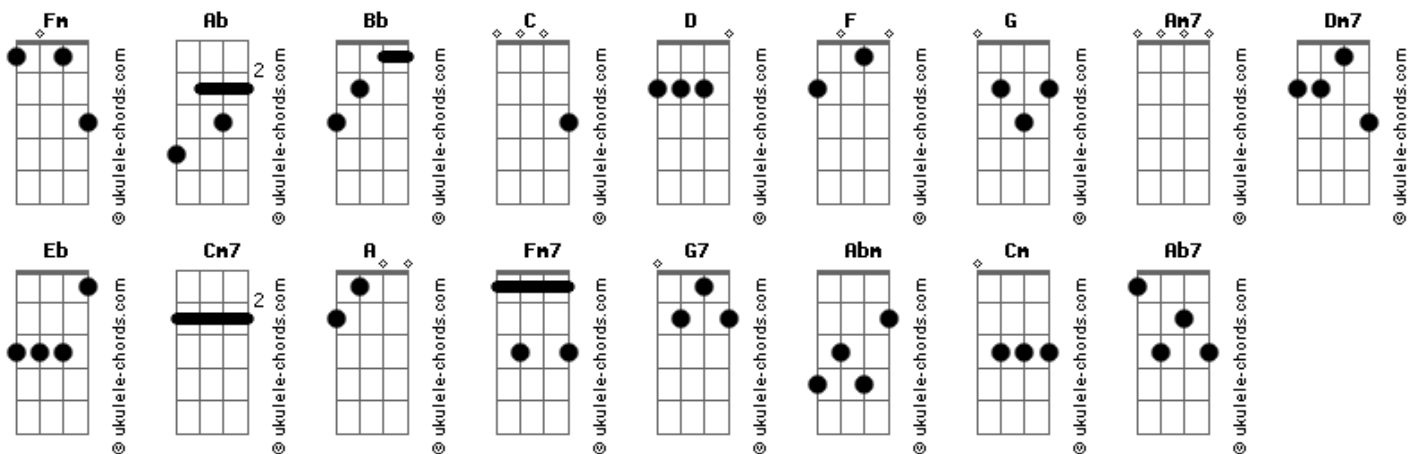 Fm Ab Bb C D F G Am7 Dm7
2
© ukulele-chords.com © ukulele-chords.com © ukulele-chords.com © ukulele-chords.com © ukulele-chords.com © ukulele-chords.com © ukulele-chords.com © ukulele-chords.com © ukulele-chords.com
Eb Cm7 A Fm7 G7 Abm Cm Ab7
2
© ukulele-chords.com © ukulele-chords.com © ukulele-chords.com © ukulele-chords.com © ukulele-chords.com © ukulele-chords.com © ukulele-chords.com © ukulele-chords.com